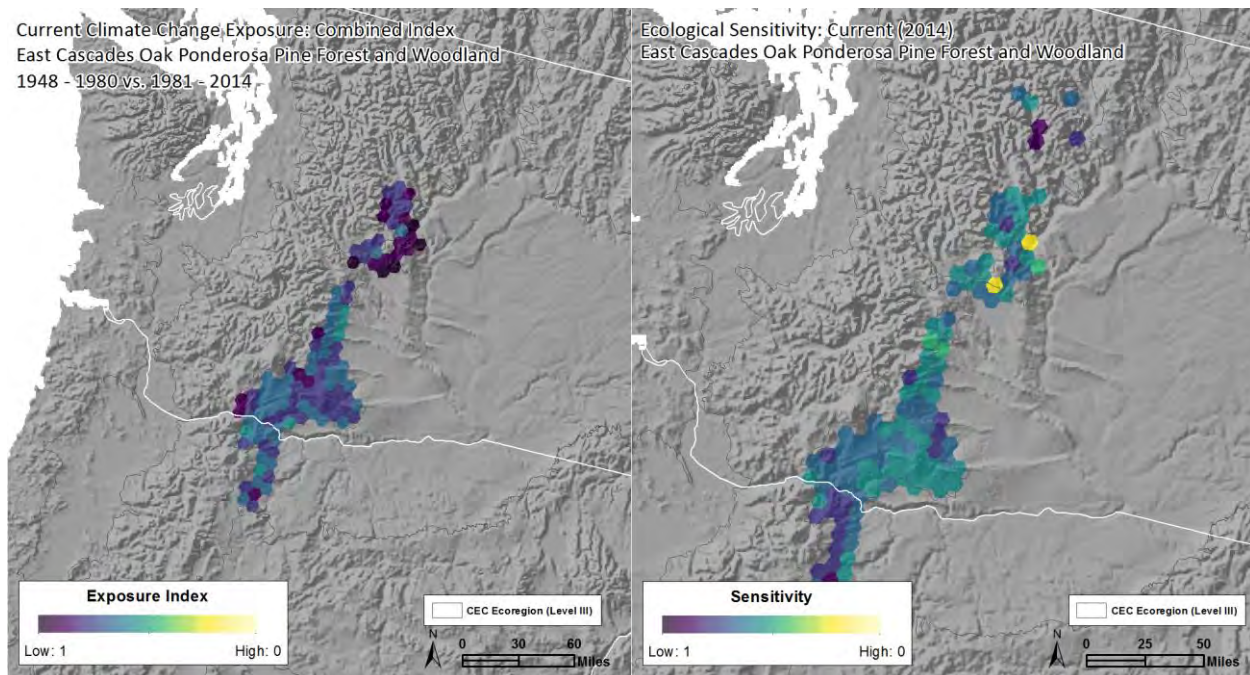 Current Climate Change Exposure: Combined Index
East Cascades Oak Ponderosa Pine Forest and Woodland
1948 - 1980 vs. 1981 - 2014
Exposure Index
Low: 1
High: 0
N
CEC Ecoregion (Level III)
0 30 60
Miles
Ecological Sensitivity: Current (2014)
East Cascades Oak Ponderosa Pine Forest and Woodland
Sensitivity
Low: 1
High: 0
N
CEC Ecoregion (Level III)
0 25 50
Miles